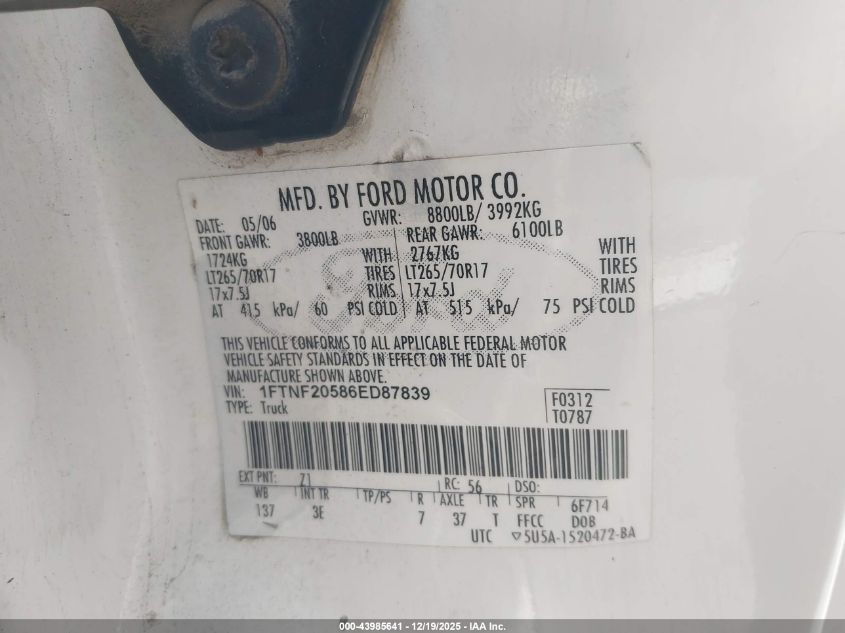 MFD. BY FORD MOTOR CO.
DATE: 05/06 GVWR: 8800LB/ 3992KG
FRONT GAWR: 3800LB REAR GAWR: 6100LB
1724KG WITH 2767KG WITH
LT265/70R17 TIRES LT265/70R17 TIRES
17x7.5J RIMS 17x7.5J RIMS
AT 415 kPa/ 60 PSI COLD AT 515 kPa/ 75 PSI COLD
THIS VEHICLE CONFORMS TO ALL APPLICABLE FEDERAL MOTOR
VEHICLE SAFETY STANDARDS IN EFFECT ON THE DATE OF
MANUFACTURE SHOWN ABOVE.
VIN: 1FTNF20586ED87839 F0312
TYPE: Truck T0787
EXT PNT: Z1 RC: 56 DSO:
WB INT TR TP/PS R AXLE TR SPR 6F714
137 3E 7 37 T FFCC DOB
UTC ▽5U5A-1520472-BA
000-43985641 - 12/19/2025 - IAA Inc.